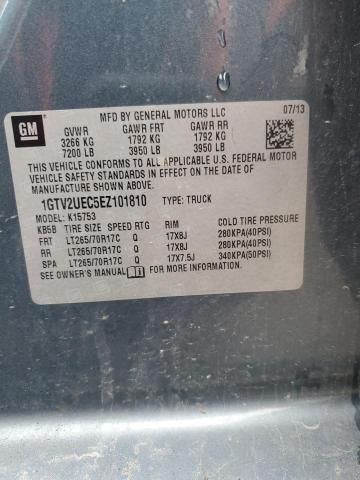 GM
MFD BY GENERAL MOTORS LLC 07/13
GVWR GAWR FRT GAWR RR
3266 KG 1792 KG 1792 KG
7200 LB 3950 LB 3950 LB
THIS VEHICLE CONFORMS TO ALL APPLICABLE U.S. FEDERAL MOTOR
VEHICLE SAFETY STANDARDS IN EFFECT ON THE DATE OF
MANUFACTURE SHOWN ABOVE.
1GTV2UEC5EZ101810 TYPE: TRUCK
MODEL: K15753
KB5B TIRE SIZE SPEED RTG RIM COLD TIRE PRESSURE
FRT LT265/70R17C Q 17X8J 280KPA(40PSI)
RR LT265/70R17C Q 17X8J 280KPA(40PSI)
SPA LT265/70R17C Q 17X7.5J 340KPA(50PSI)
SEE OWNER'S MANUAL FOR MORE INFORMATION.